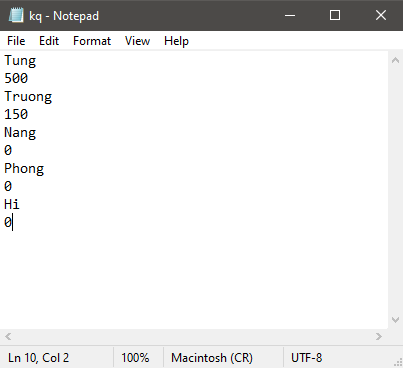 kq - Notepad
File Edit Format View Help
Tung
500
Truong
150
Nang
0
Phong
0
Hi
0
Ln 10, Col 2 100% Macintosh (CR) UTF-8